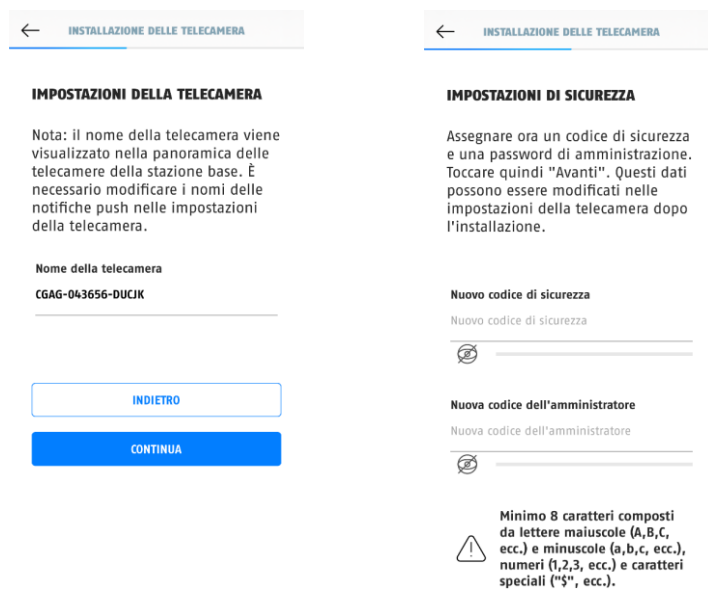 INSTALLAZIONE DELLE TELECAMERA
IMPOSTAZIONI DELLA TELECAMERA
Nota: il nome della telecamera viene
visualizzato nella panoramica delle
telecamere della stazione base. È
necessario modificare i nomi delle
notifiche push nelle impostazioni
della telecamera.
Nome della telecamera
CGAG-043656-DUCJK
INDIETRO
CONTINUA
INSTALLAZIONE DELLE TELECAMERA
IMPOSTAZIONI DI SICUREZZA
Assegnare ora un codice di sicurezza
e una password di amministrazione.
Toccare quindi "Avanti". Questi dati
possono essere modificati nelle
impostazioni della telecamera dopo
l'installazione.
Nuovo codice di sicurezza
Nuovo codice di sicurezza
Nuova codice dell'amministratore
Nuova codice dell'amministratore
Minimo 8 caratteri composti
da lettere maiuscole (A,B,C,
ecc.) e minuscole (a,b,c, ecc.),
numeri (1,2,3, ecc.) e caratteri
speciali ("$", ecc.).